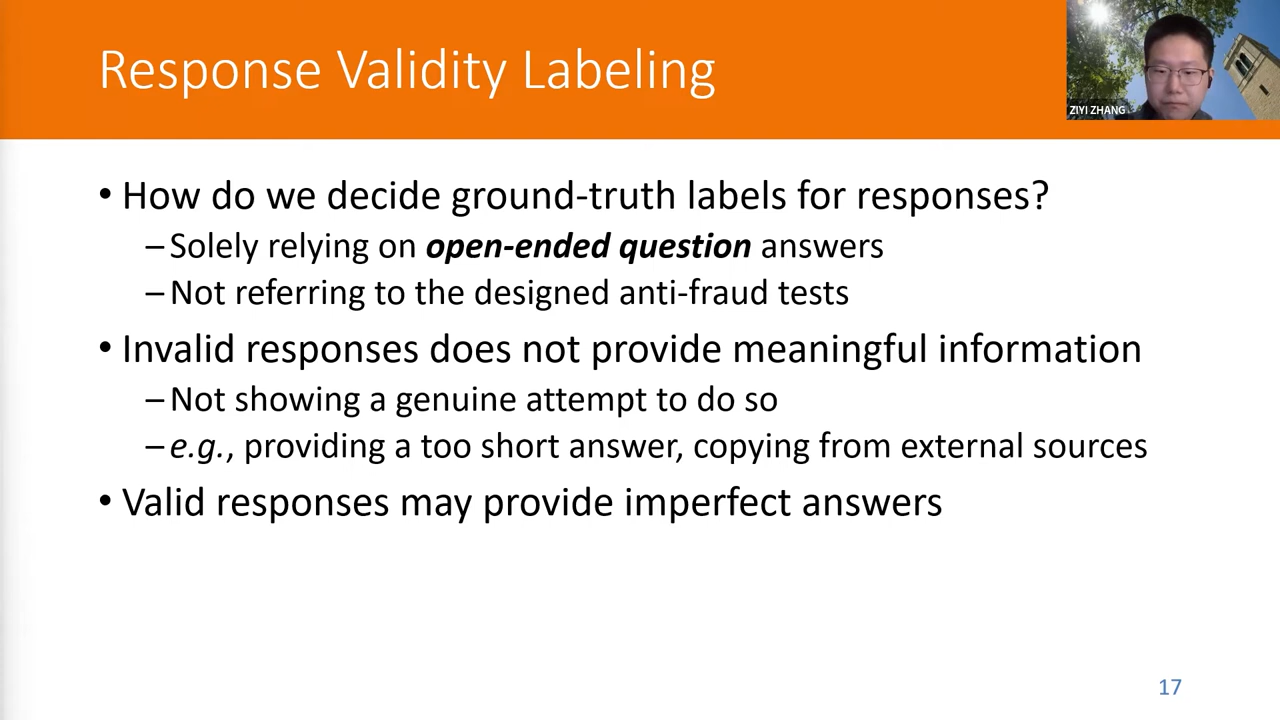 Response Validity Labeling
ZIYI ZHANG
• How do we decide ground-truth labels for responses?
– Solely relying on open-ended question answers
– Not referring to the designed anti-fraud tests
• Invalid responses does not provide meaningful information
– Not showing a genuine attempt to do so
– e.g., providing a too short answer, copying from external sources
• Valid responses may provide imperfect answers
17